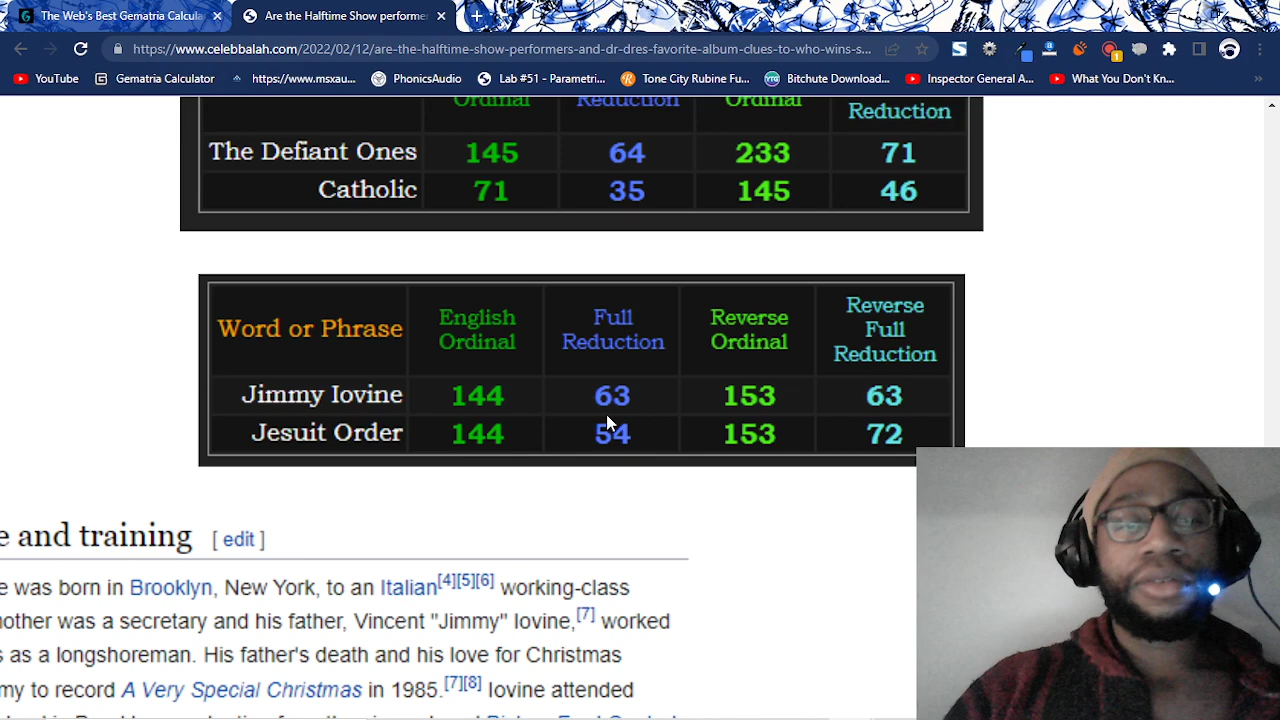 The Web's Best Gematria Calcula
Are the Halftime Show performe
https://www.celebbalah.com/2022/02/12/are-the-halftime-show-performers-and-dr-dres-favorite-album-clues-to-who-wins-s...
YouTube
Gematria Calculator
https://www.msxau...
PhonicsAudio
Lab #51 - Parametri...
Tone City Rubine Fu...
Bitchute Download...
Inspector General A...
What You Don't Kn...
Ordinal Reduction Ordinal Reduction
The Defiant Ones 145 64 233 71
Catholic 71 35 145 46
Word or Phrase English Ordinal Full Reduction Reverse Ordinal Reverse Full Reduction
Jimmy Iovine 144 63 153 63
Jesuit Order 144 54 153 72
e and training [ edit ]
e was born in Brooklyn, New York, to an Italian[4][5][6] working-class
nother was a secretary and his father, Vincent "Jimmy" Iovine,[7] worked
s as a longshoreman. His father's death and his love for Christmas
my to record A Very Special Christmas in 1985.[7][8] Iovine attended